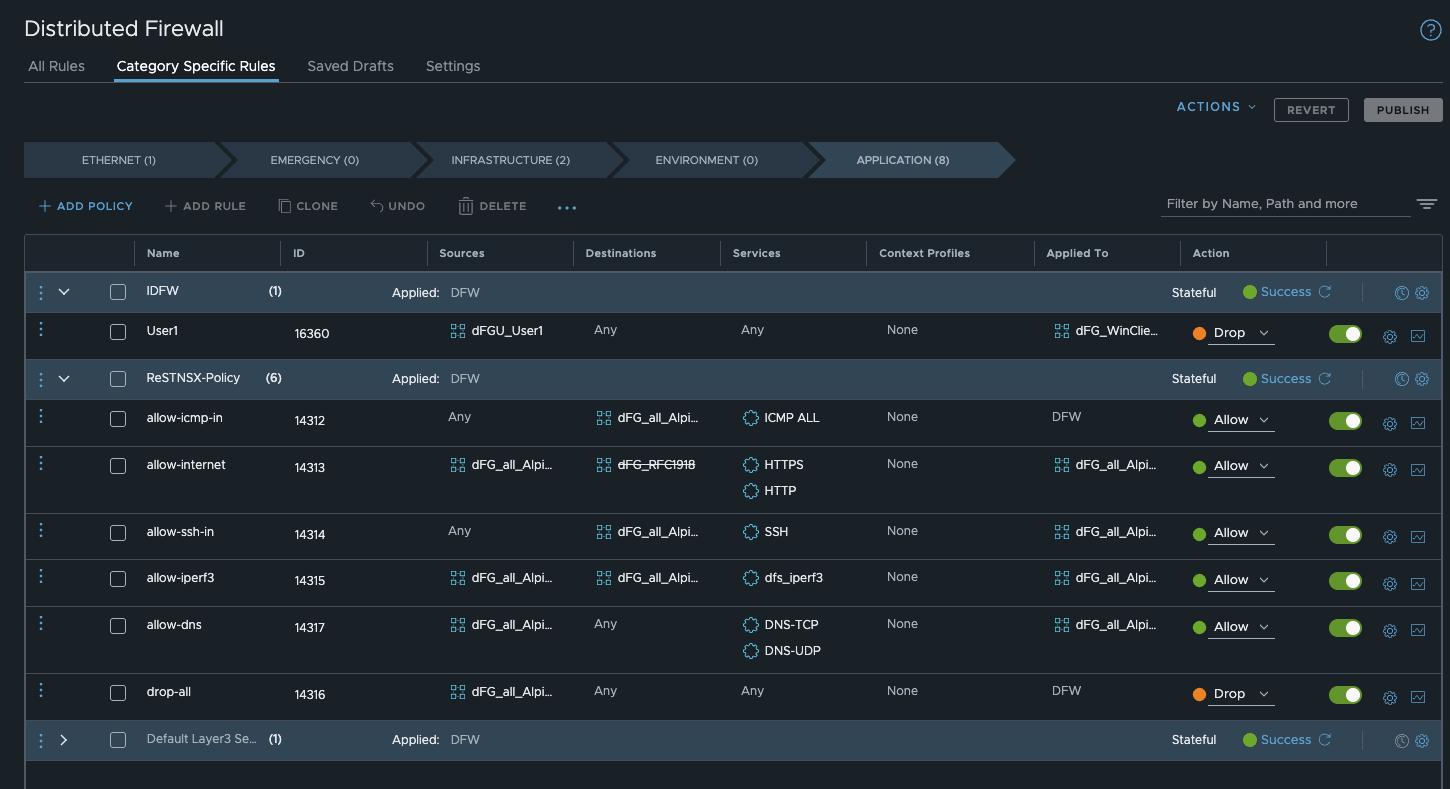 Distributed Firewall
?
All Rules Category Specific Rules Saved Drafts Settings
ACTIONS REVERT PUBLISH
ETHERNET (1) EMERGENCY (0) INFRASTRUCTURE (2) ENVIRONMENT (0) APPLICATION (8)
+ ADD POLICY + ADD RULE CLONE UNDO DELETE ... Filter by Name, Path and more
Name ID Sources Destinations Services Context Profiles Applied To Action
IDFW (1) Applied: DFW Stateful Success
User1 16360 dFGU_User1 Any Any None dFG_WinClie... Drop
ReSTNSX-Policy (6) Applied: DFW Stateful Success
allow-icmp-in 14312 Any dFG_all_Alpi... ICMP ALL None DFW Allow
allow-internet 14313 dFG_all_Alpi... dFG_RFC1918 HTTPS None dFG_all_Alpi... Allow
HTTP
allow-ssh-in 14314 Any dFG_all_Alpi... SSH None dFG_all_Alpi... Allow
allow-iperf3 14315 dFG_all_Alpi... dFG_all_Alpi... dfs_iperf3 None dFG_all_Alpi... Allow
allow-dns 14317 dFG_all_Alpi... Any DNS-TCP None dFG_all_Alpi... Allow
DNS-UDP
drop-all 14316 dFG_all_Alpi... Any Any None DFW Drop
Default Layer3 Se... (1) Applied: DFW Stateful Success